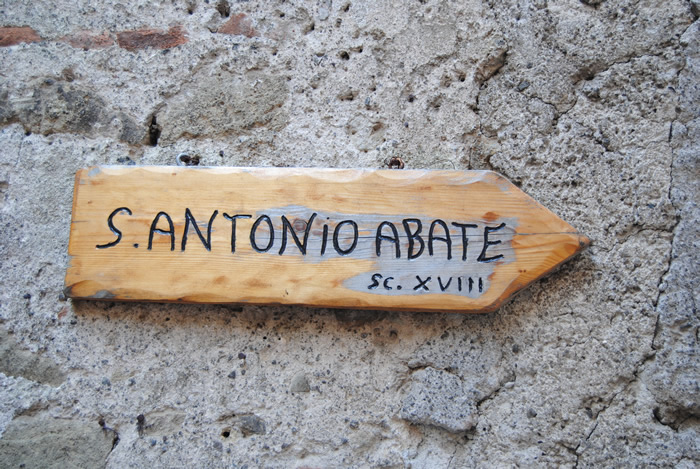 S. ANTONIO ABATE
SC. XVIII